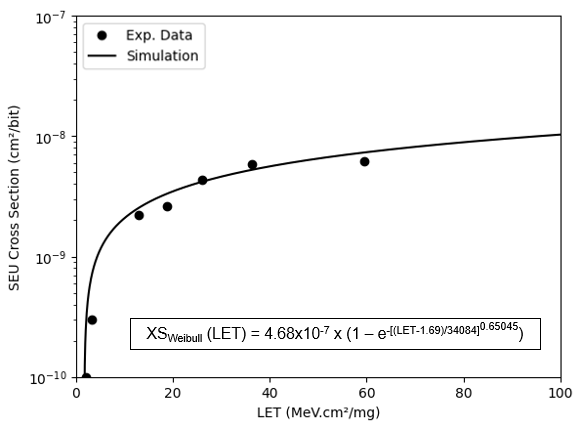 10⁻⁷
Exp. Data
Simulation
10⁻⁸
SEU Cross Section (cm²/bit)
10⁻⁹
XS_Weibull (LET) = 4.68x10⁻⁷ x (1 – e^-[(LET-1.69)/34084]^0.65045)
10⁻¹⁰
0 20 40 60 80 100
LET (MeV.cm²/mg)